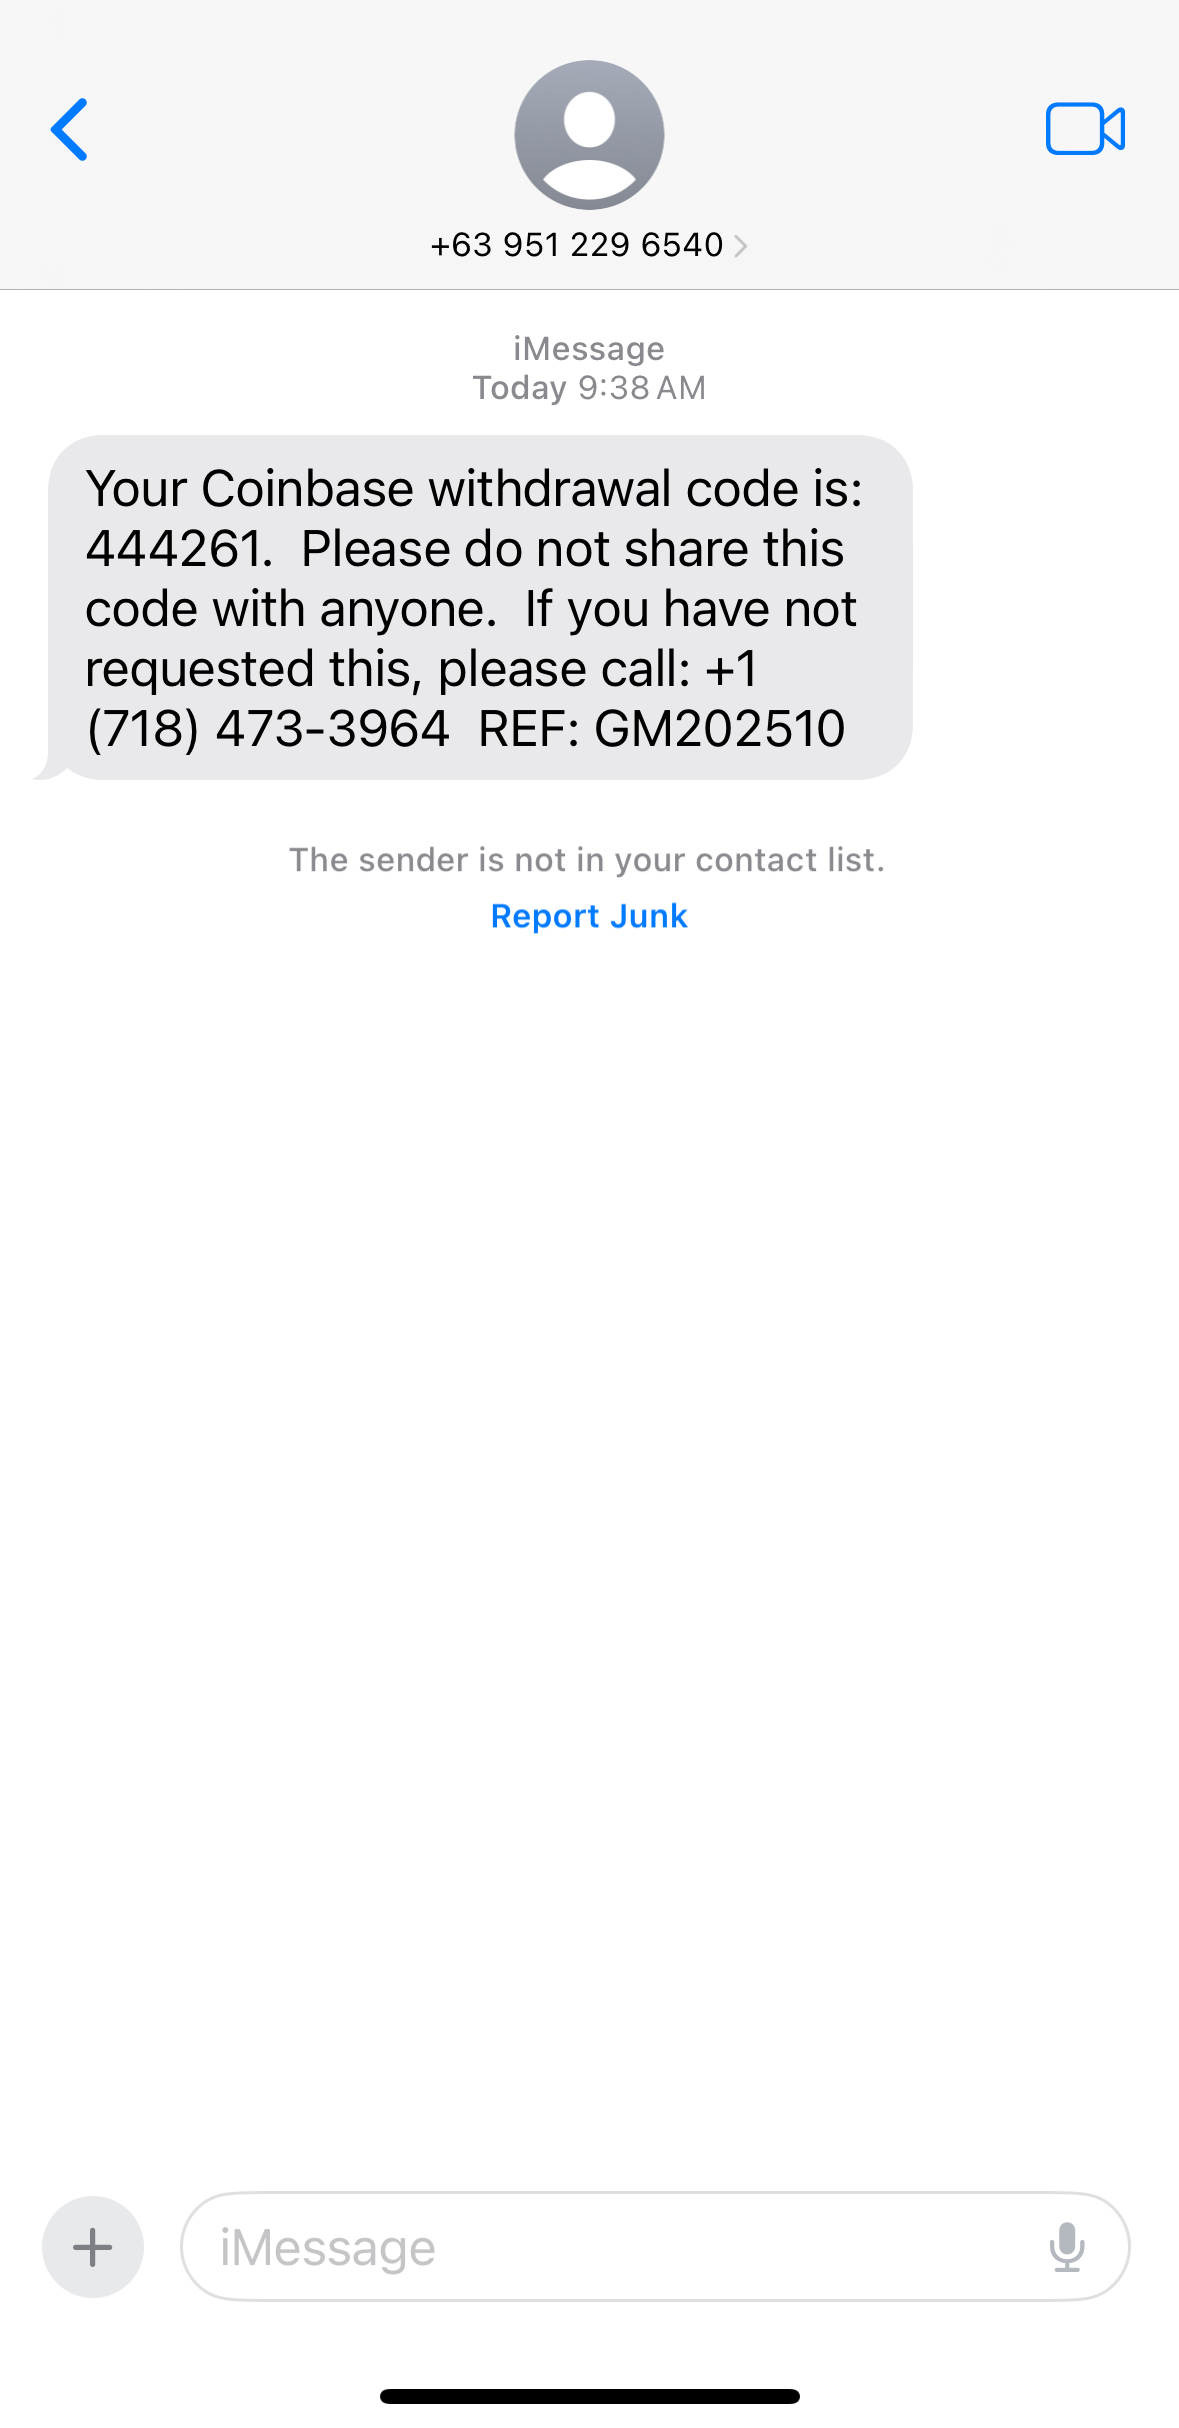 +63 951 229 6540
iMessage
Today 9:38 AM
Your Coinbase withdrawal code is:
444261.  Please do not share this
code with anyone.  If you have not
requested this, please call: +1
(718) 473-3964  REF: GM202510
The sender is not in your contact list.
Report Junk
iMessage